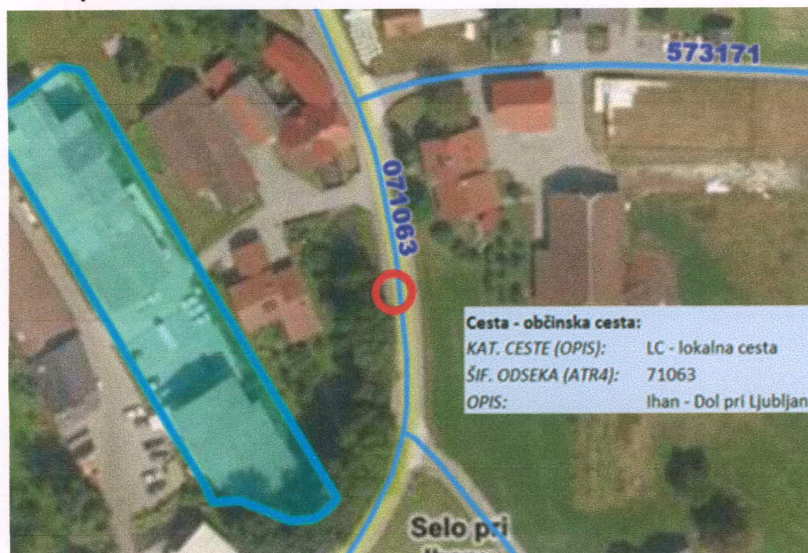 573171
071063
Cesta - občinska cesta:
KAT. CESTE (OPIS): LC - lokalna cesta
ŠIF. ODSEKA (ATR4): 71063
OPIS: Ihan - Dol pri Ljubljan
Selo pri